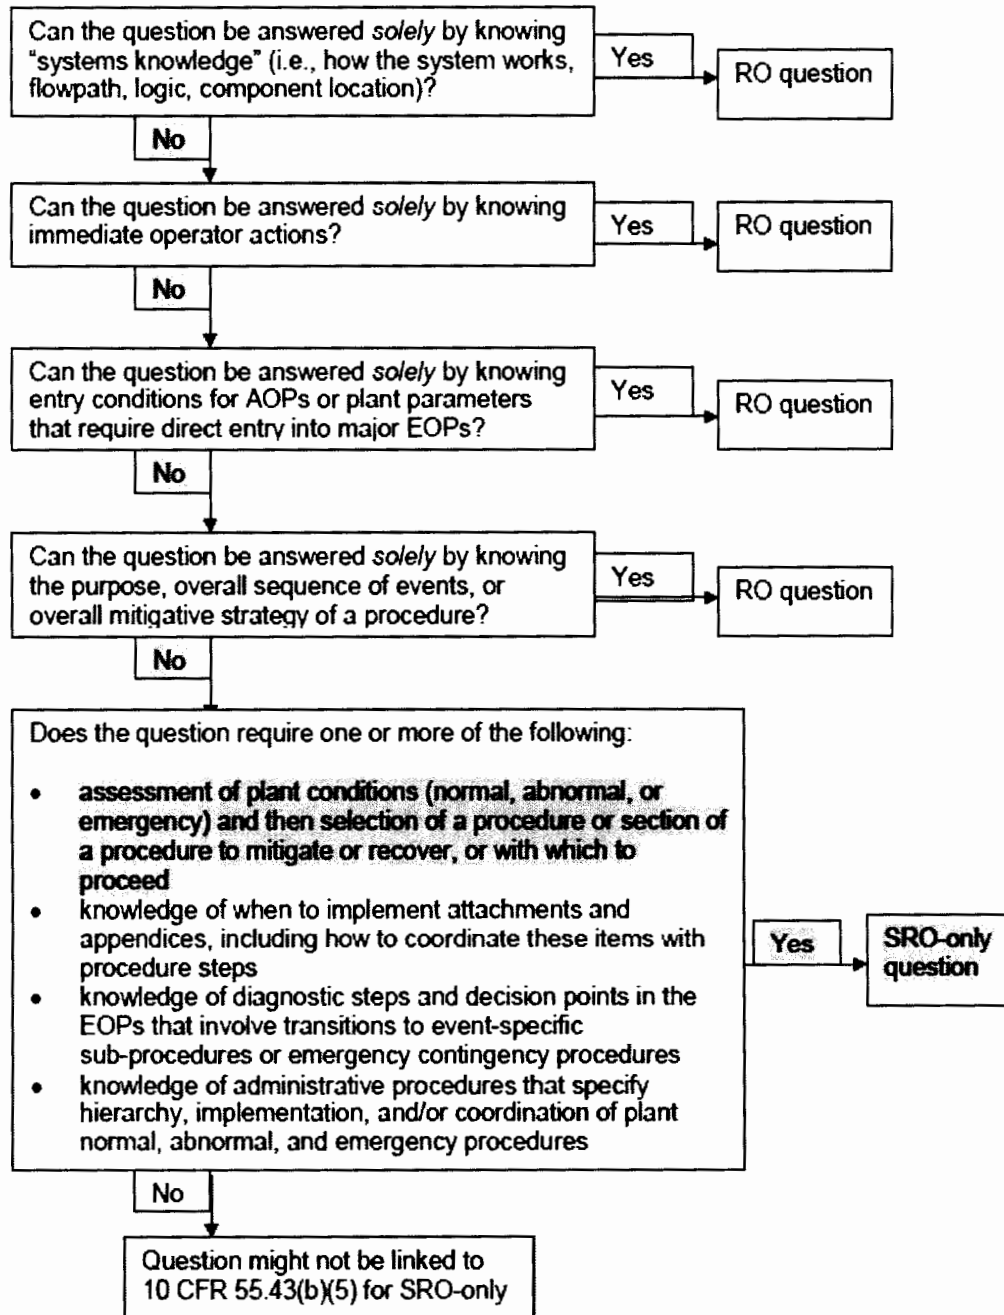 Can the question be answered solely by knowing
“systems knowledge” (i.e., how the system works,
flowpath, logic, component location)?
Yes
RO question
No
Can the question be answered solely by knowing
immediate operator actions?
Yes
RO question
No
Can the question be answered solely by knowing
entry conditions for AOPs or plant parameters
that require direct entry into major EOPs?
Yes
RO question
No
Can the question be answered solely by knowing
the purpose, overall sequence of events, or
overall mitigative strategy of a procedure?
Yes
RO question
No
Does the question require one or more of the following:
• assessment of plant conditions (normal, abnormal, or
emergency) and then selection of a procedure or section of
a procedure to mitigate or recover, or with which to
proceed
• knowledge of when to implement attachments and
appendices, including how to coordinate these items with
procedure steps
• knowledge of diagnostic steps and decision points in the
EOPs that involve transitions to event-specific
sub-procedures or emergency contingency procedures
• knowledge of administrative procedures that specify
hierarchy, implementation, and/or coordination of plant
normal, abnormal, and emergency procedures
Yes
SRO-only
question
No
Question might not be linked to
10 CFR 55.43(b)(5) for SRO-only